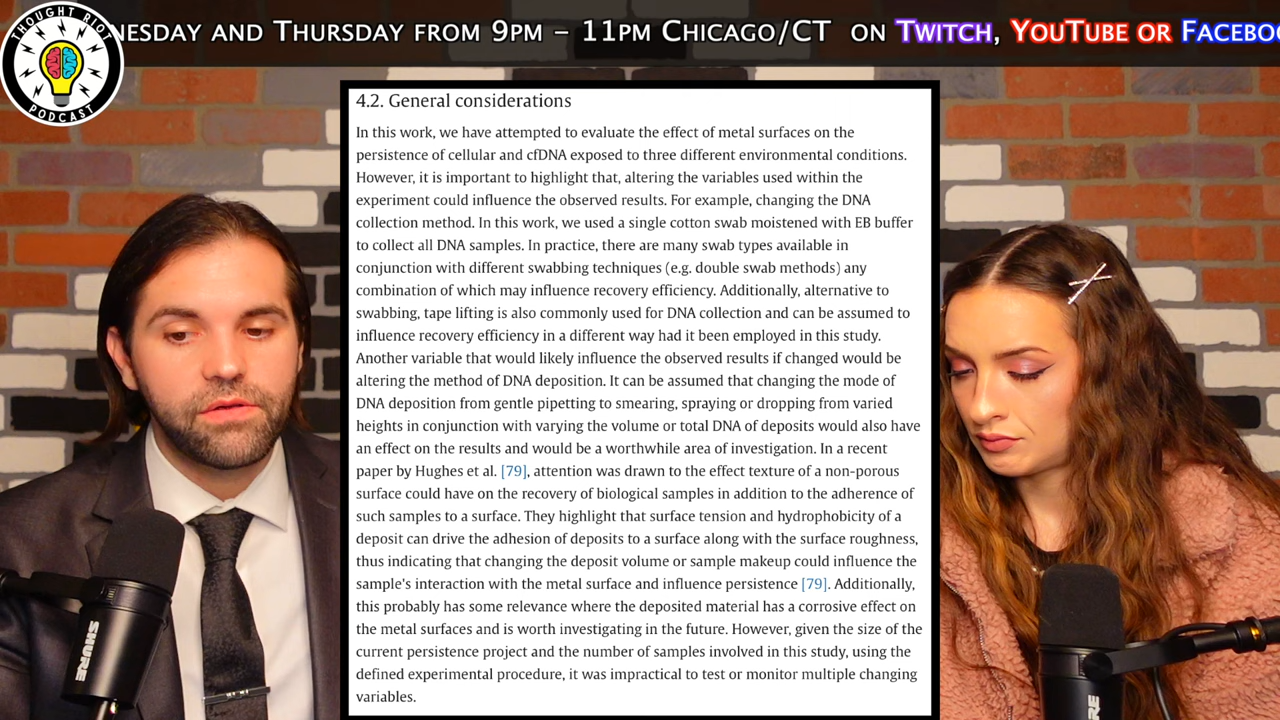 THOUGHT RIOT
PODCAST
NESDAY AND THURSDAY FROM 9PM – 11PM CHICAGO/CT ON TWITCH, YOUTUBE OR FACEBOO
4.2. General considerations
In this work, we have attempted to evaluate the effect of metal surfaces on the
persistence of cellular and cfDNA exposed to three different environmental conditions.
However, it is important to highlight that, altering the variables used within the
experiment could influence the observed results. For example, changing the DNA
collection method. In this work, we used a single cotton swab moistened with EB buffer
to collect all DNA samples. In practice, there are many swab types available in
conjunction with different swabbing techniques (e.g. double swab methods) any
combination of which may influence recovery efficiency. Additionally, alternative to
swabbing, tape lifting is also commonly used for DNA collection and can be assumed to
influence recovery efficiency in a different way had it been employed in this study.
Another variable that would likely influence the observed results if changed would be
altering the method of DNA deposition. It can be assumed that changing the mode of
DNA deposition from gentle pipetting to smearing, spraying or dropping from varied
heights in conjunction with varying the volume or total DNA of deposits would also have
an effect on the results and would be a worthwhile area of investigation. In a recent
paper by Hughes et al. [79], attention was drawn to the effect texture of a non-porous
surface could have on the recovery of biological samples in addition to the adherence of
such samples to a surface. They highlight that surface tension and hydrophobicity of a
deposit can drive the adhesion of deposits to a surface along with the surface roughness,
thus indicating that changing the deposit volume or sample makeup could influence the
sample's interaction with the metal surface and influence persistence [79]. Additionally,
this probably has some relevance where the deposited material has a corrosive effect on
the metal surfaces and is worth investigating in the future. However, given the size of the
current persistence project and the number of samples involved in this study, using the
defined experimental procedure, it was impractical to test or monitor multiple changing
variables.
SHURE
RE